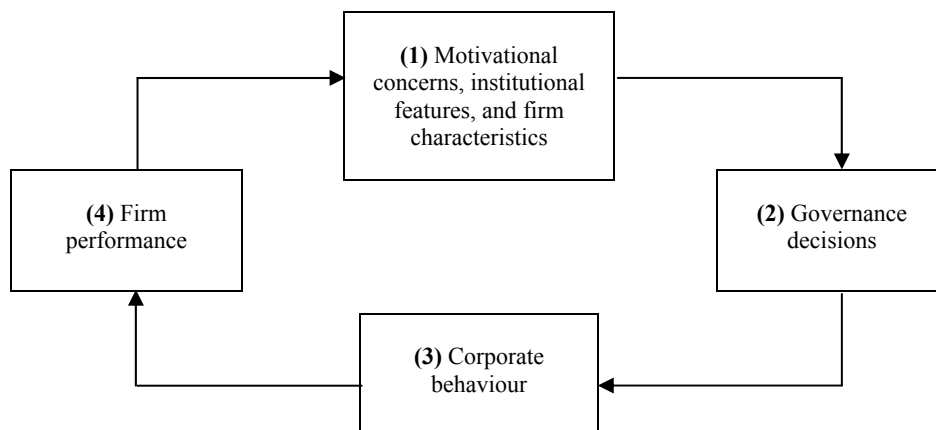 (1) Motivational
concerns, institutional
features, and firm
characteristics
(4) Firm
performance
(2) Governance
decisions
(3) Corporate
behaviour